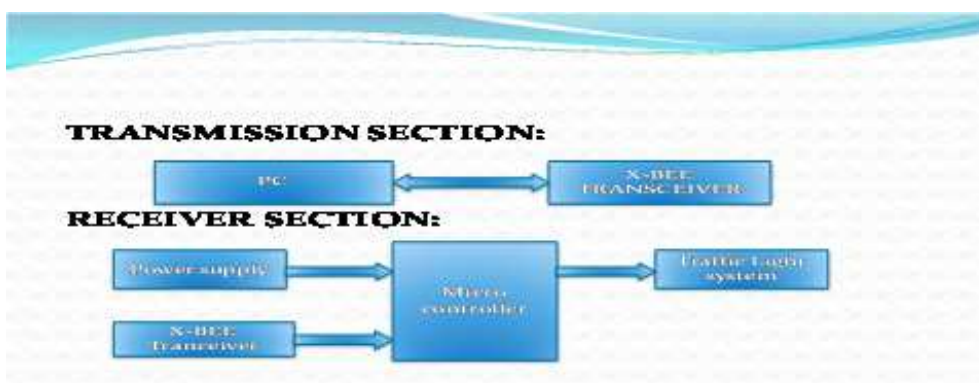 TRANSMISSION SECTION:
PC
X-BEE
TRANSCEIVER
RECEIVER SECTION:
Power supply
Micro
controller
Traffic Light
system
X-BEE
Tranceiver